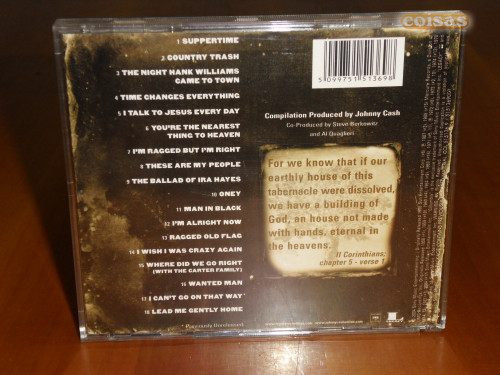 coisas
1 SUPPERTIME
2 COUNTRY TRASH
3 THE NIGHT HANK WILLIAMS
CAME TO TOWN
4 TIME CHANGES EVERYTHING
5 I TALK TO JESUS EVERY DAY
6 YOU'RE THE NEAREST
THING TO HEAVEN
7 I'M RAGGED BUT I'M RIGHT
8 THESE ARE MY PEOPLE
9 THE BALLAD OF IRA HAYES
10 ONEY
11 MAN IN BLACK
12 I'M ALRIGHT NOW
13 RAGGED OLD FLAG
14 I WISH I WAS CRAZY AGAIN
15 WHERE DID WE GO RIGHT
(WITH THE CARTER FAMILY)
16 WANTED MAN
17 I CAN'T GO ON THAT WAY*
18 LEAD ME GENTLY HOME
* Previously Unreleased
5 099751 513698
Compilation Produced by Johnny Cash
Co-Produced by Steve Berkowitz
and Al Quaglieri
For we know that if our
earthly house of this
tabernacle were dissolved,
we have a building of
God, an house not made
with hands, eternal in
the heavens.
II Corinthians,
chapter 5 - verse 1